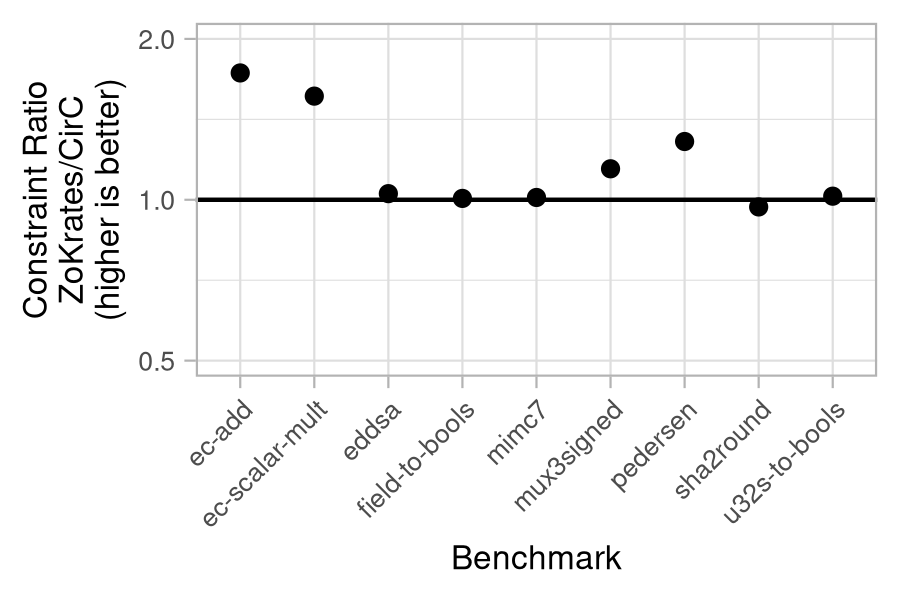 Constraint Ratio
ZoKrates/CirC
(higher is better)
2.0
1.0
0.5
ec-add
ec-scalar-mult
eddsa
field-to-bools
mimc7
mux3signed
pedersen
sha2round
u32s-to-bools
Benchmark